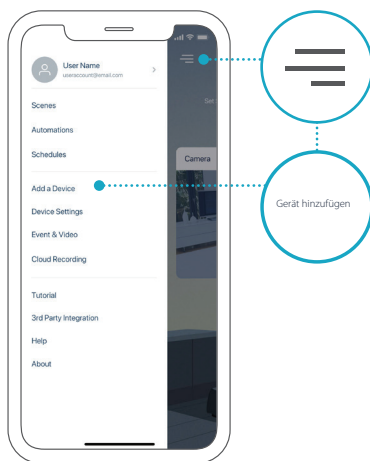 User Name
useraccount@email.com
Scenes
Automations
Schedules
Add a Device
Device Settings
Event & Video
Cloud Recording
Tutorial
3rd Party Integration
Help
About
Set
Camera
Gerät hinzufügen